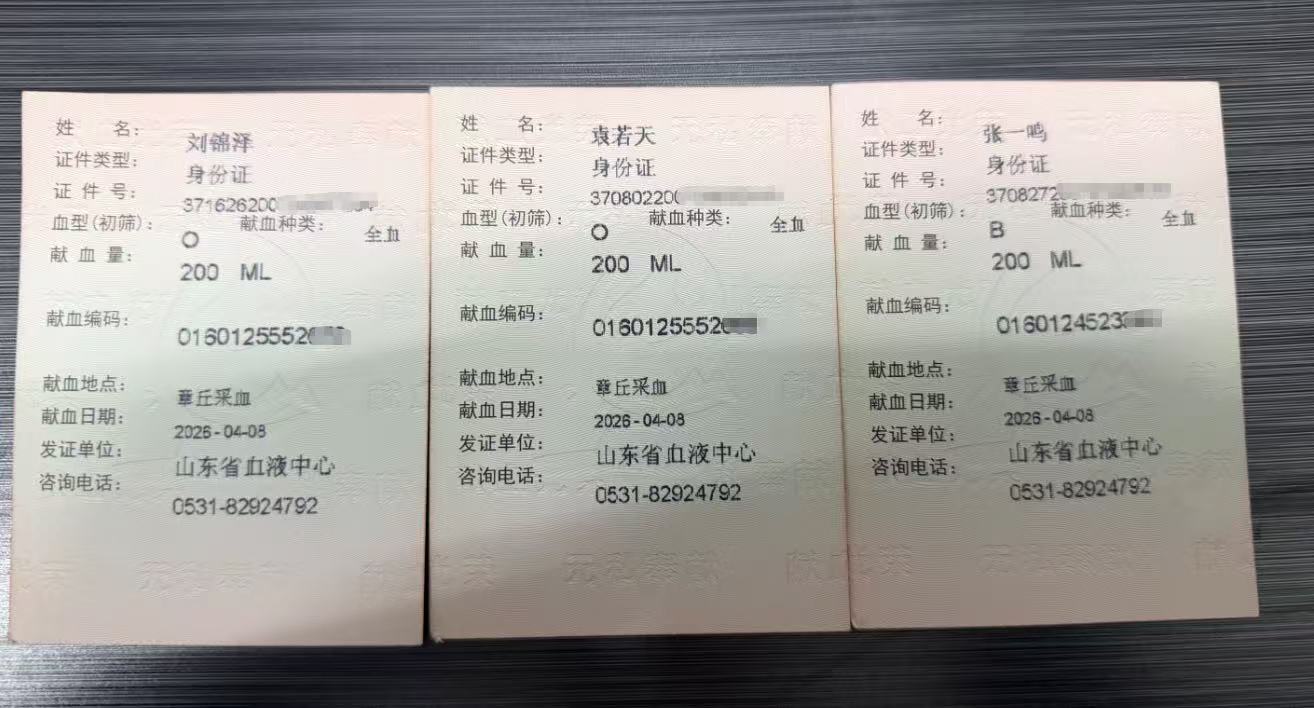 姓 名： 刘锦泽
证件类型： 身份证
证 件 号： 371626200
血型(初筛)： O 献血种类： 全血
献 血 量： 200 ML
献血编码： 0160125552
献血地点： 章丘采血
献血日期： 2026-04-08
发证单位： 山东省血液中心
咨询电话： 0531-82924792
姓 名： 袁若天
证件类型： 身份证
证 件 号： 37080220
血型(初筛)： O 献血种类： 全血
献 血 量： 200 ML
献血编码： 0160125552
献血地点： 章丘采血
献血日期： 2026-04-08
发证单位： 山东省血液中心
咨询电话： 0531-82924792
姓 名： 张一鸣
证件类型： 身份证
证 件 号： 3708272
血型(初筛)： B 献血种类： 全血
献 血 量： 200 ML
献血编码： 0160124523
献血地点： 章丘采血
献血日期： 2026-04-08
发证单位： 山东省血液中心
咨询电话： 0531-82924792